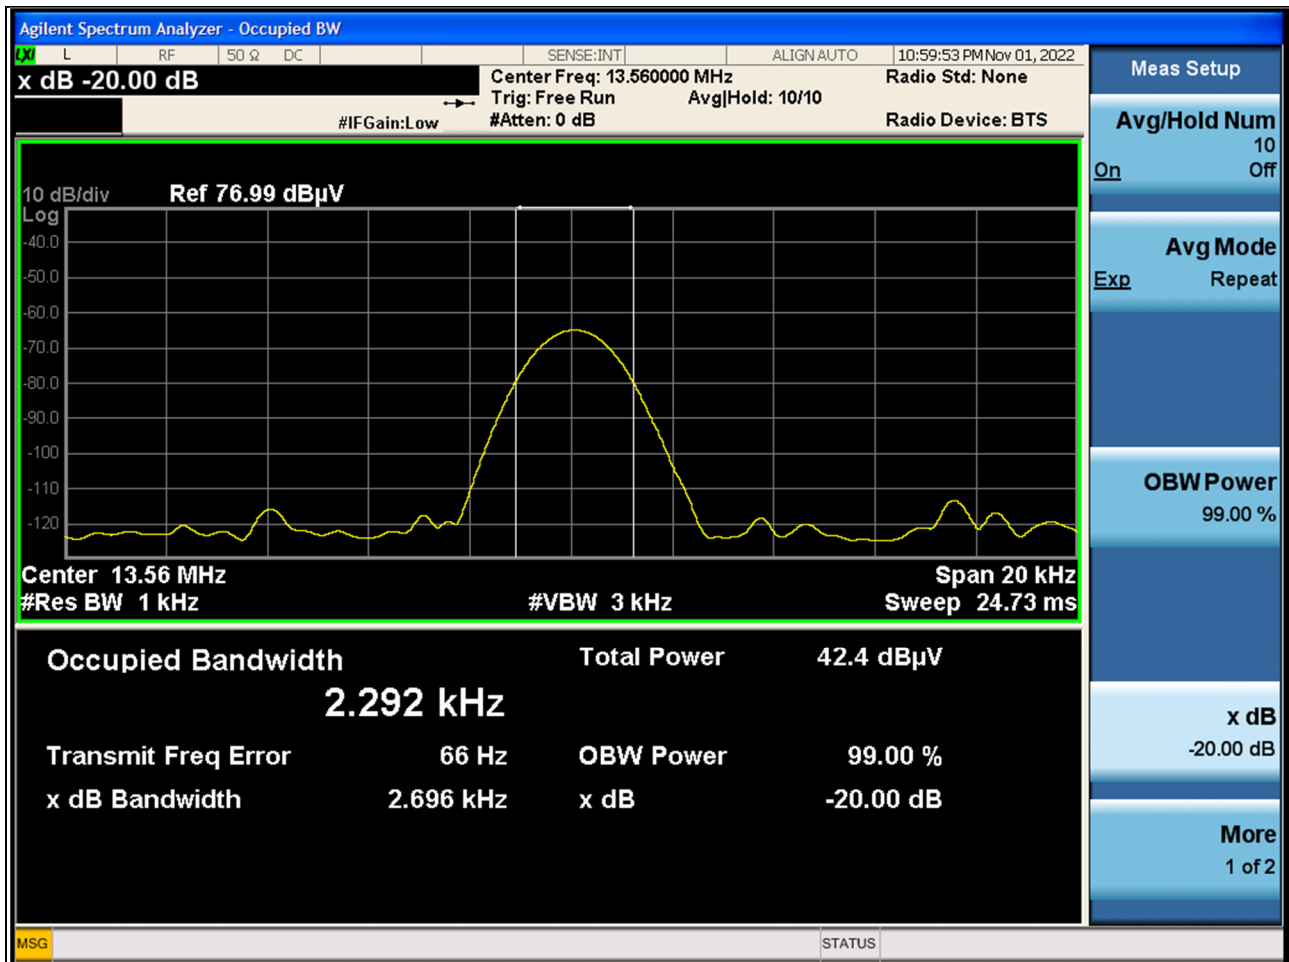 Agilent Spectrum Analyzer - Occupied BW
LXI L RF 50 Ω DC SENSE:INT ALIGN AUTO 10:59:53 PM Nov 01, 2022
x dB -20.00 dB
Center Freq: 13.560000 MHz Radio Std: None
Trig: Free Run Avg|Hold: 10/10
#IFGain:Low #Atten: 0 dB Radio Device: BTS
10 dB/div Ref 76.99 dBµV
Log
-40.0
-50.0
-60.0
-70.0
-80.0
-90.0
-100
-110
-120
Center 13.56 MHz Span 20 kHz
#Res BW 1 kHz #VBW 3 kHz Sweep 24.73 ms
Occupied Bandwidth Total Power 42.4 dBµV
2.292 kHz
Transmit Freq Error 66 Hz OBW Power 99.00 %
x dB Bandwidth 2.696 kHz x dB -20.00 dB
Meas Setup
Avg/Hold Num
10
On Off
Avg Mode
Exp Repeat
OBW Power
99.00 %
x dB
-20.00 dB
More
1 of 2
MSG STATUS